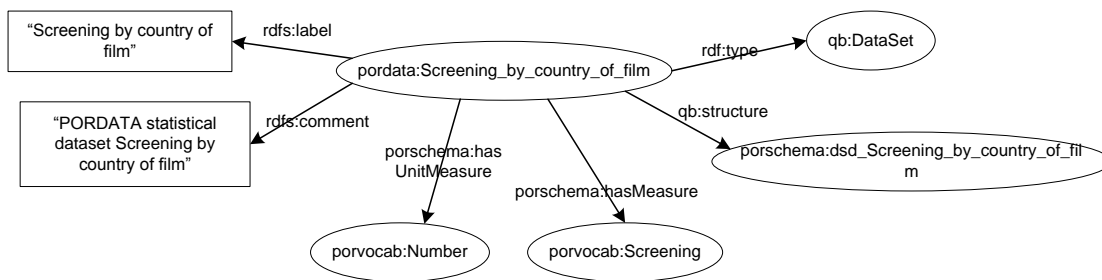 “Screening by country of
film”
rdfs:label
pordata:Screening_by_country_of_film
rdf:type
qb:DataSet
“PORDATA statistical
dataset Screening by
country of film”
rdfs:comment
qb:structure
porschema:dsd_Screening_by_country_of_fil
m
porschema:has
UnitMeasure
porschema:hasMeasure
porvocab:Number
porvocab:Screening